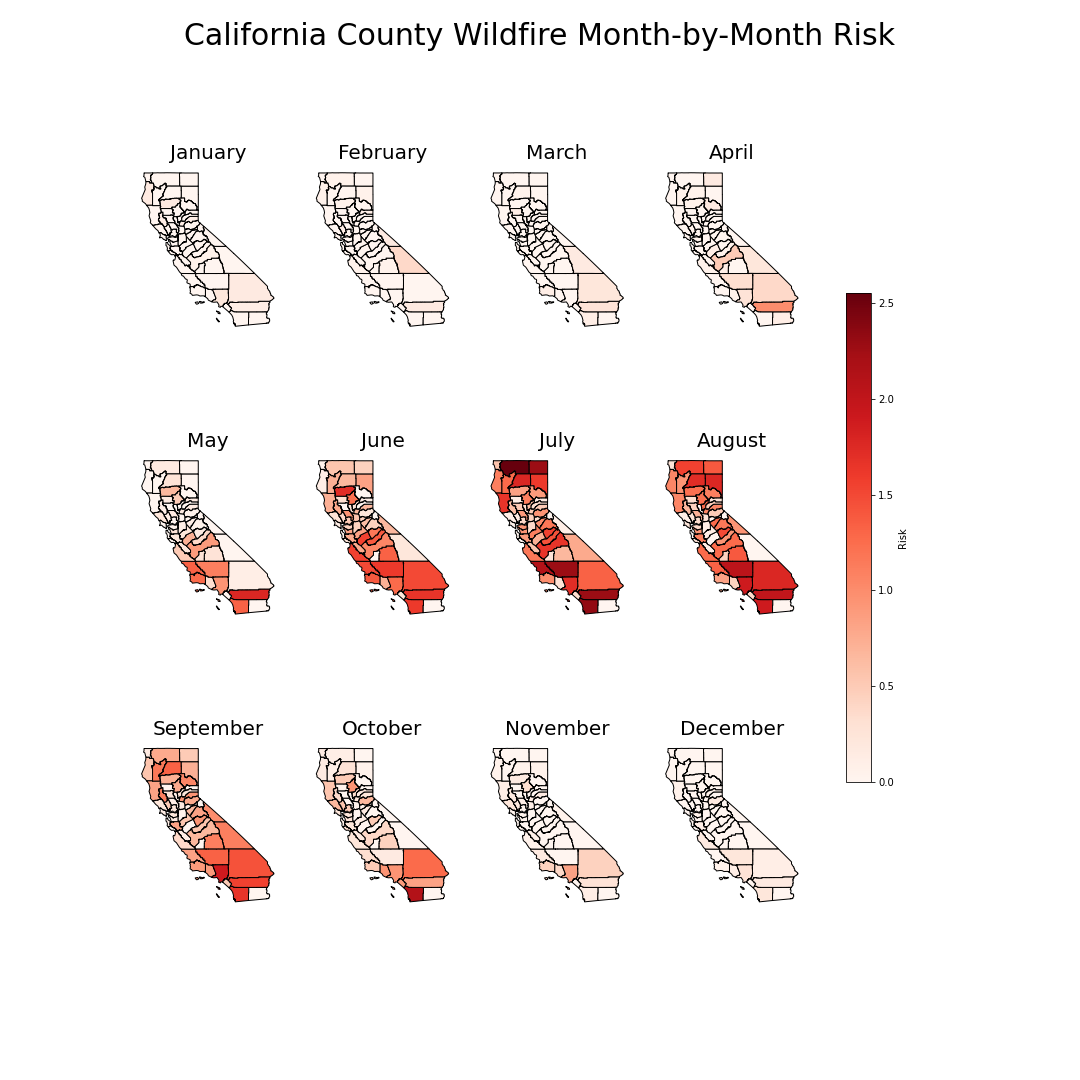 California County Wildfire Month-by-Month Risk
January
February
March
April
May
June
July
August
September
October
November
December
2.5
2.0
1.5
1.0
0.5
0.0
Risk